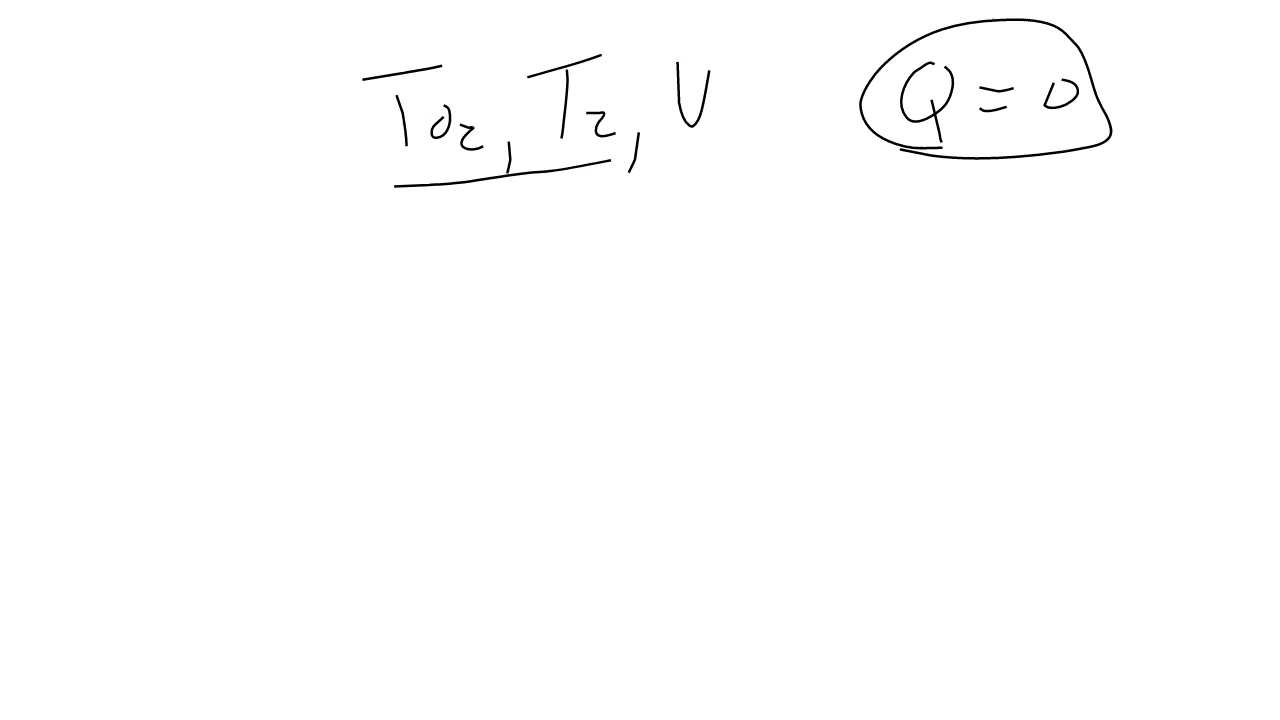 T02, T2, U Q = 0